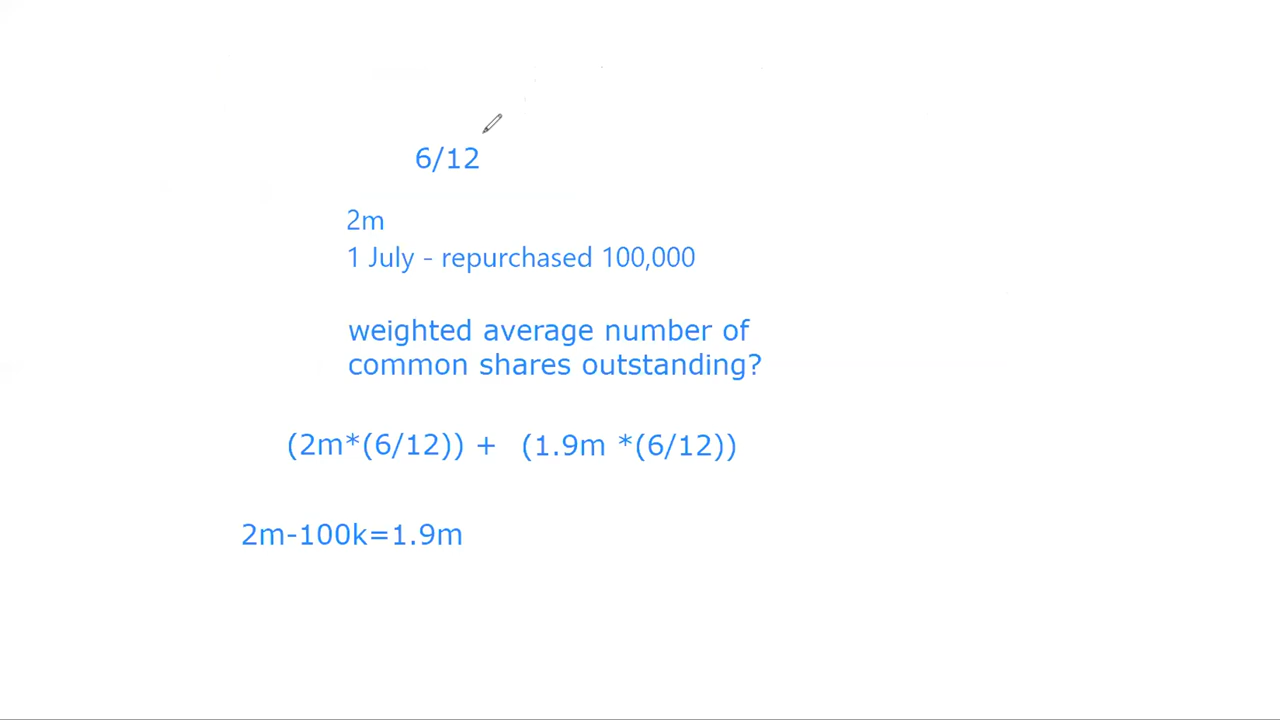 6/12
2m
1 July - repurchased 100,000
weighted average number of
common shares outstanding?
(2m*(6/12)) + (1.9m *(6/12))
2m-100k=1.9m